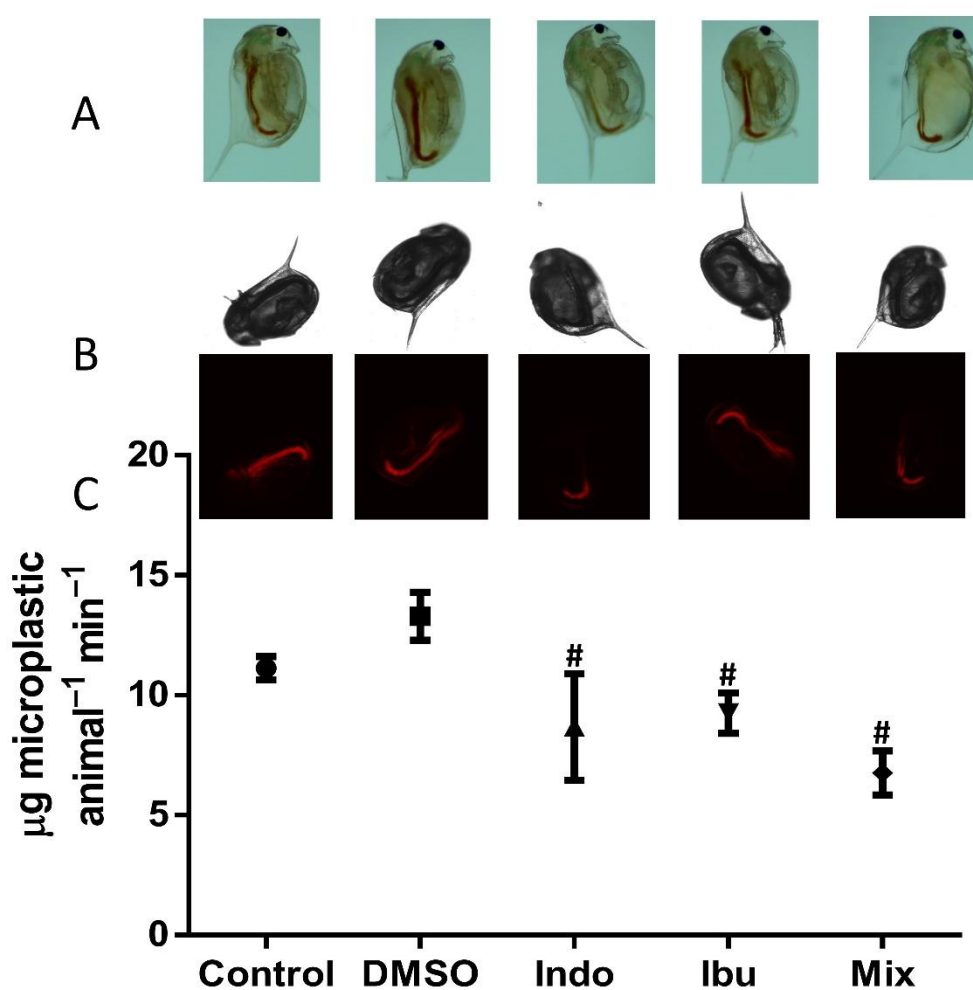 A
B
C
20
15
10
5
0
µg microplastic
animal⁻¹ min⁻¹
#
#
#
Control DMSO Indo Ibu Mix